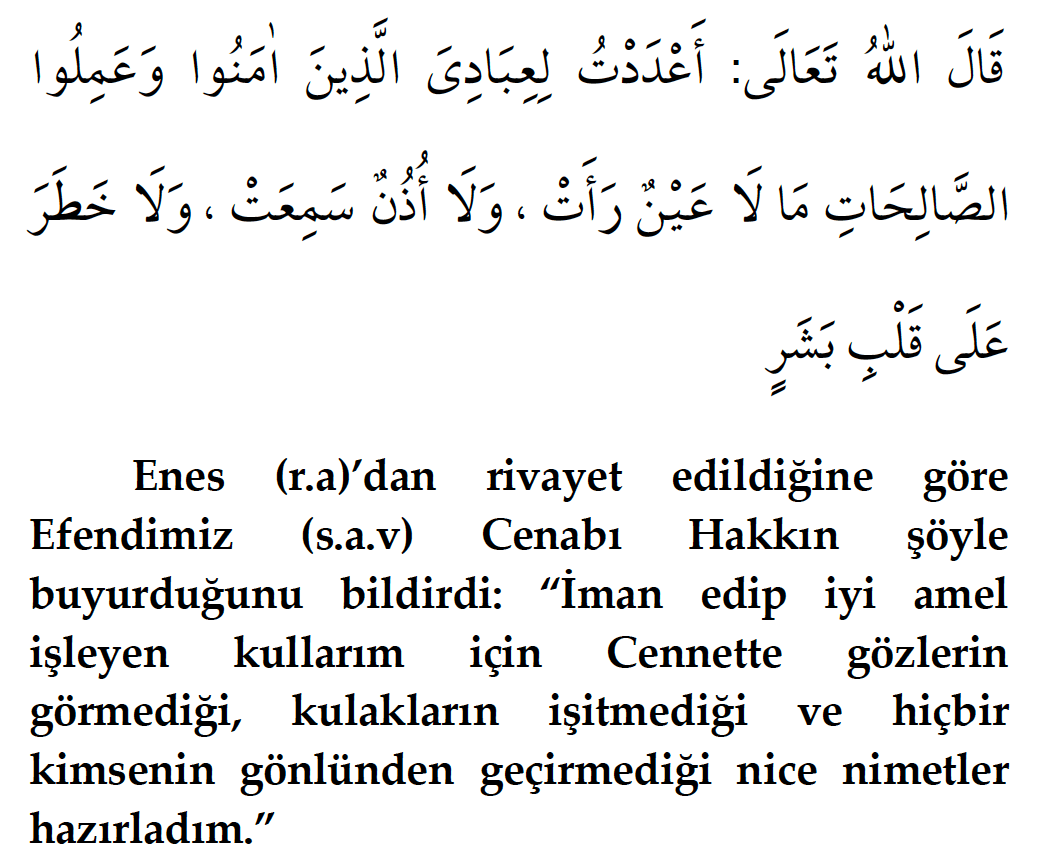 قَالَ اللهُ تَعَالَى: أَعْدَدْتُ لِعِبَادِىَ الَّذِينَ اٰمَنُوا وَعَمِلُوا
الصَّالِحَاتِ مَا لَا عَيْنٌ رَأَتْ ، وَلَا أُذُنٌ سَمِعَتْ ، وَلَا خَطَرَ
عَلَى قَلْبِ بَشَرٍ
Enes (r.a)’dan rivayet edildiğine göre
Efendimiz (s.a.v) Cenabı Hakkın şöyle
buyurduğunu bildirdi: “İman edip iyi amel
işleyen kullarım için Cennette gözlerin
görmediği, kulakların işitmediği ve hiçbir
kimsenin gönlünden geçirmediği nice nimetler
hazırladım.”